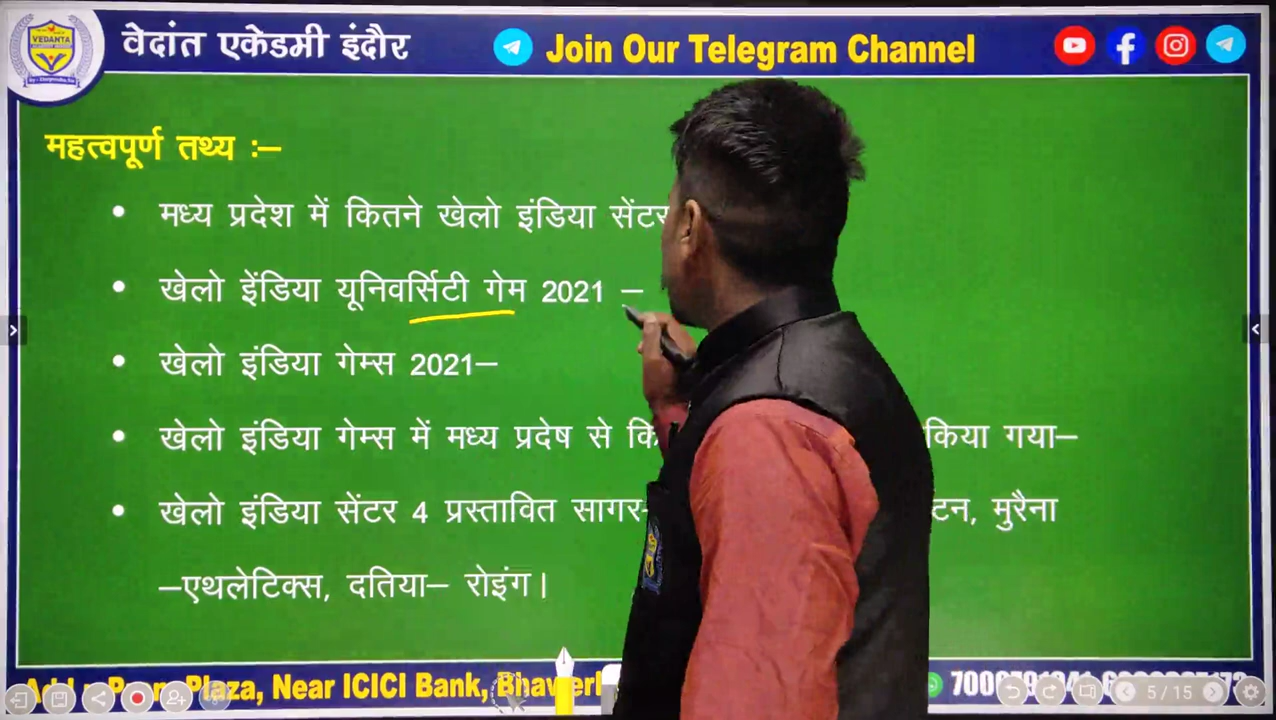 VEDANTA
वेदांत एकेडमी इंदौर
Join Our Telegram Channel
महत्वपूर्ण तथ्य :–
• मध्य प्रदेश में कितने खेलो इंडिया सेंटर
• खेलो इेंडिया यूनिवर्सिटी गेम 2021 –
• खेलो इंडिया गेम्स 2021–
• खेलो इंडिया गेम्स में मध्य प्रदेष से किया गया–
• खेलो इंडिया सेंटर 4 प्रस्तावित सागर- मुरैना
–एथलेटिक्स, दतिया– रोइंग।
Plaza, Near ICICI Bank,
5 / 15